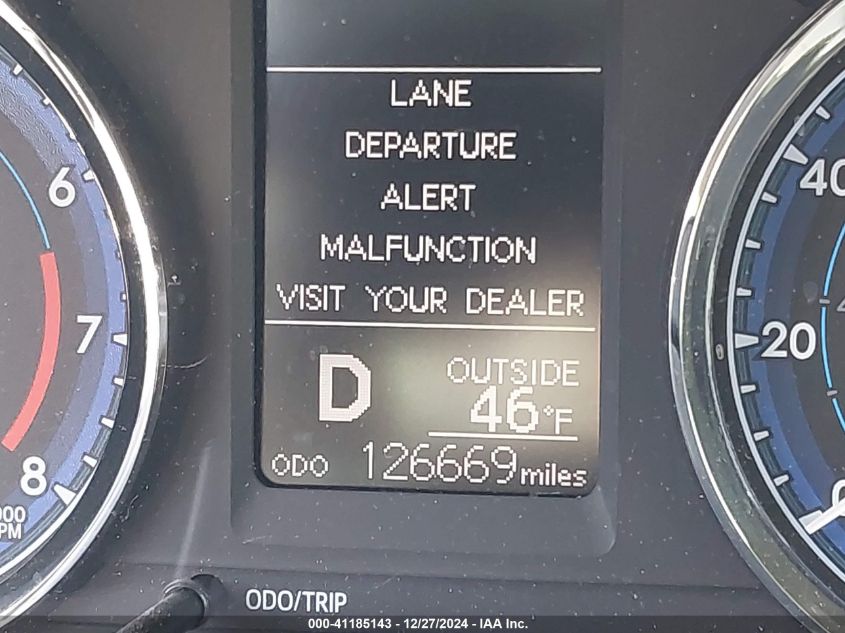 LANE
DEPARTURE
ALERT
MALFUNCTION
VISIT YOUR DEALER
6
7
8
40
20
0
D
OUTSIDE
46°F
ODO 126669 miles
ODO/TRIP
000-41185143 - 12/27/2024 - IAA Inc.